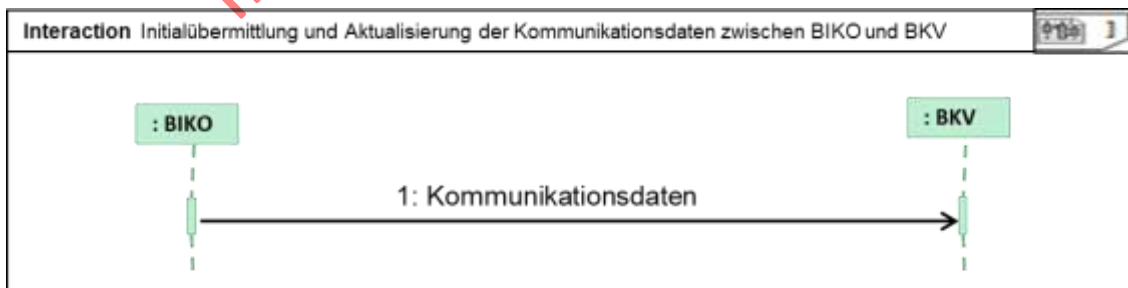 Interaction Initialübermittlung und Aktualisierung der Kommunikationsdaten zwischen BIKO und BKV
: BIKO
: BKV
1: Kommunikationsdaten